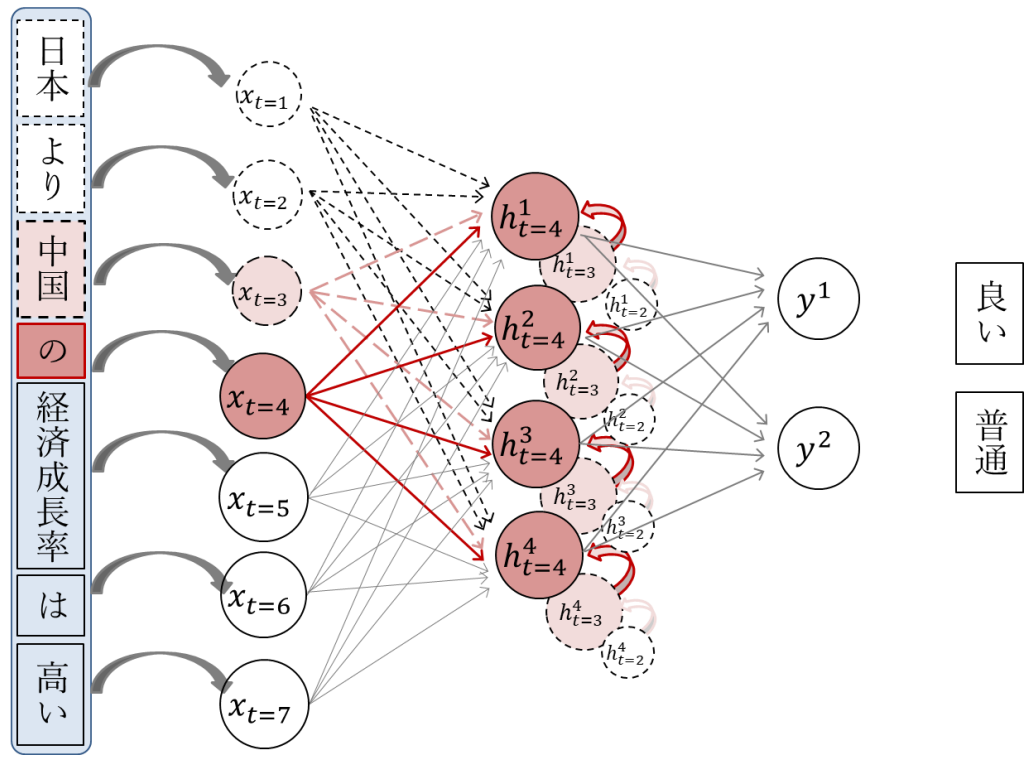 日本
より
中国
の
経済成長率
は
高い
x_{t=1}
x_{t=2}
x_{t=3}
x_{t=4}
x_{t=5}
x_{t=6}
x_{t=7}
h^1_{t=4}
h^1_{t=3}
h^1_{t=2}
h^2_{t=4}
h^2_{t=3}
h^2_{t=2}
h^3_{t=4}
h^3_{t=3}
h^3_{t=2}
h^4_{t=4}
h^4_{t=3}
h^4_{t=2}
y^1
y^2
良い
普通